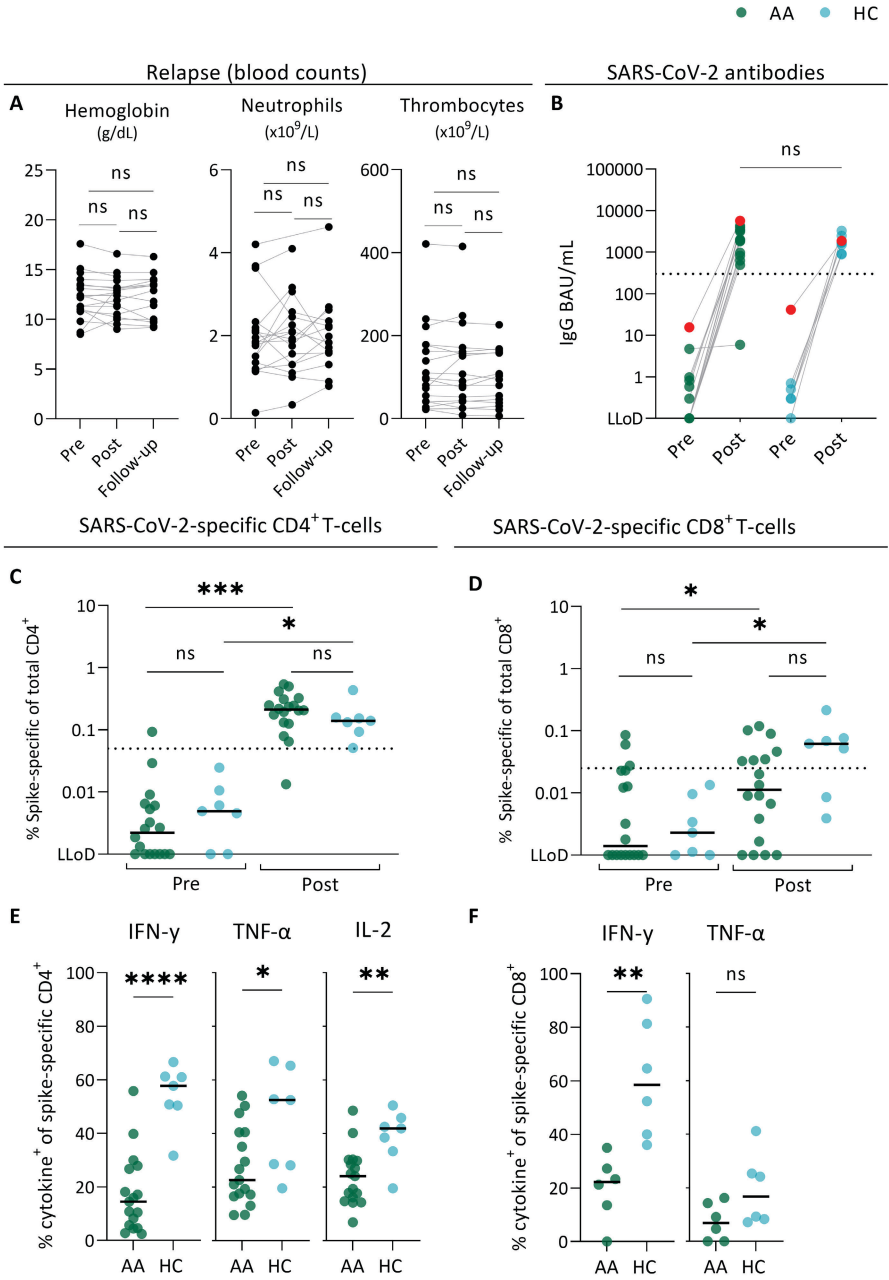 AA HC
Relapse (blood counts)
SARS-CoV-2 antibodies
A
Hemoglobin
(g/dL)
Neutrophils
(x10⁹/L)
Thrombocytes
(x10⁹/L)
B
25
20
15
10
5
0
ns
ns ns
Pre
Post
Follow-up
6
4
2
0
ns
ns ns
Pre
Post
Follow-up
600
400
200
0
ns
ns ns
Pre
Post
Follow-up
IgG BAU/mL
100000
10000
1000
100
10
1
LLoD
ns
Pre
Post
Pre
Post
SARS-CoV-2-specific CD4⁺ T-cells
SARS-CoV-2-specific CD8⁺ T-cells
C
% Spike-specific of total CD4⁺
10
1
0.1
0.01
LLoD
***
*
ns ns
Pre Post
D
% Spike-specific of total CD8⁺
10
1
0.1
0.01
LLoD
*
*
ns ns
Pre Post
E
% cytokine⁺ of spike-specific CD4⁺
IFN-y TNF-α IL-2
100
80
60
40
20
0
**** * **
AA HC AA HC AA HC
F
% cytokine⁺ of spike-specific CD8⁺
IFN-y TNF-α
100
80
60
40
20
0
** ns
AA HC AA HC